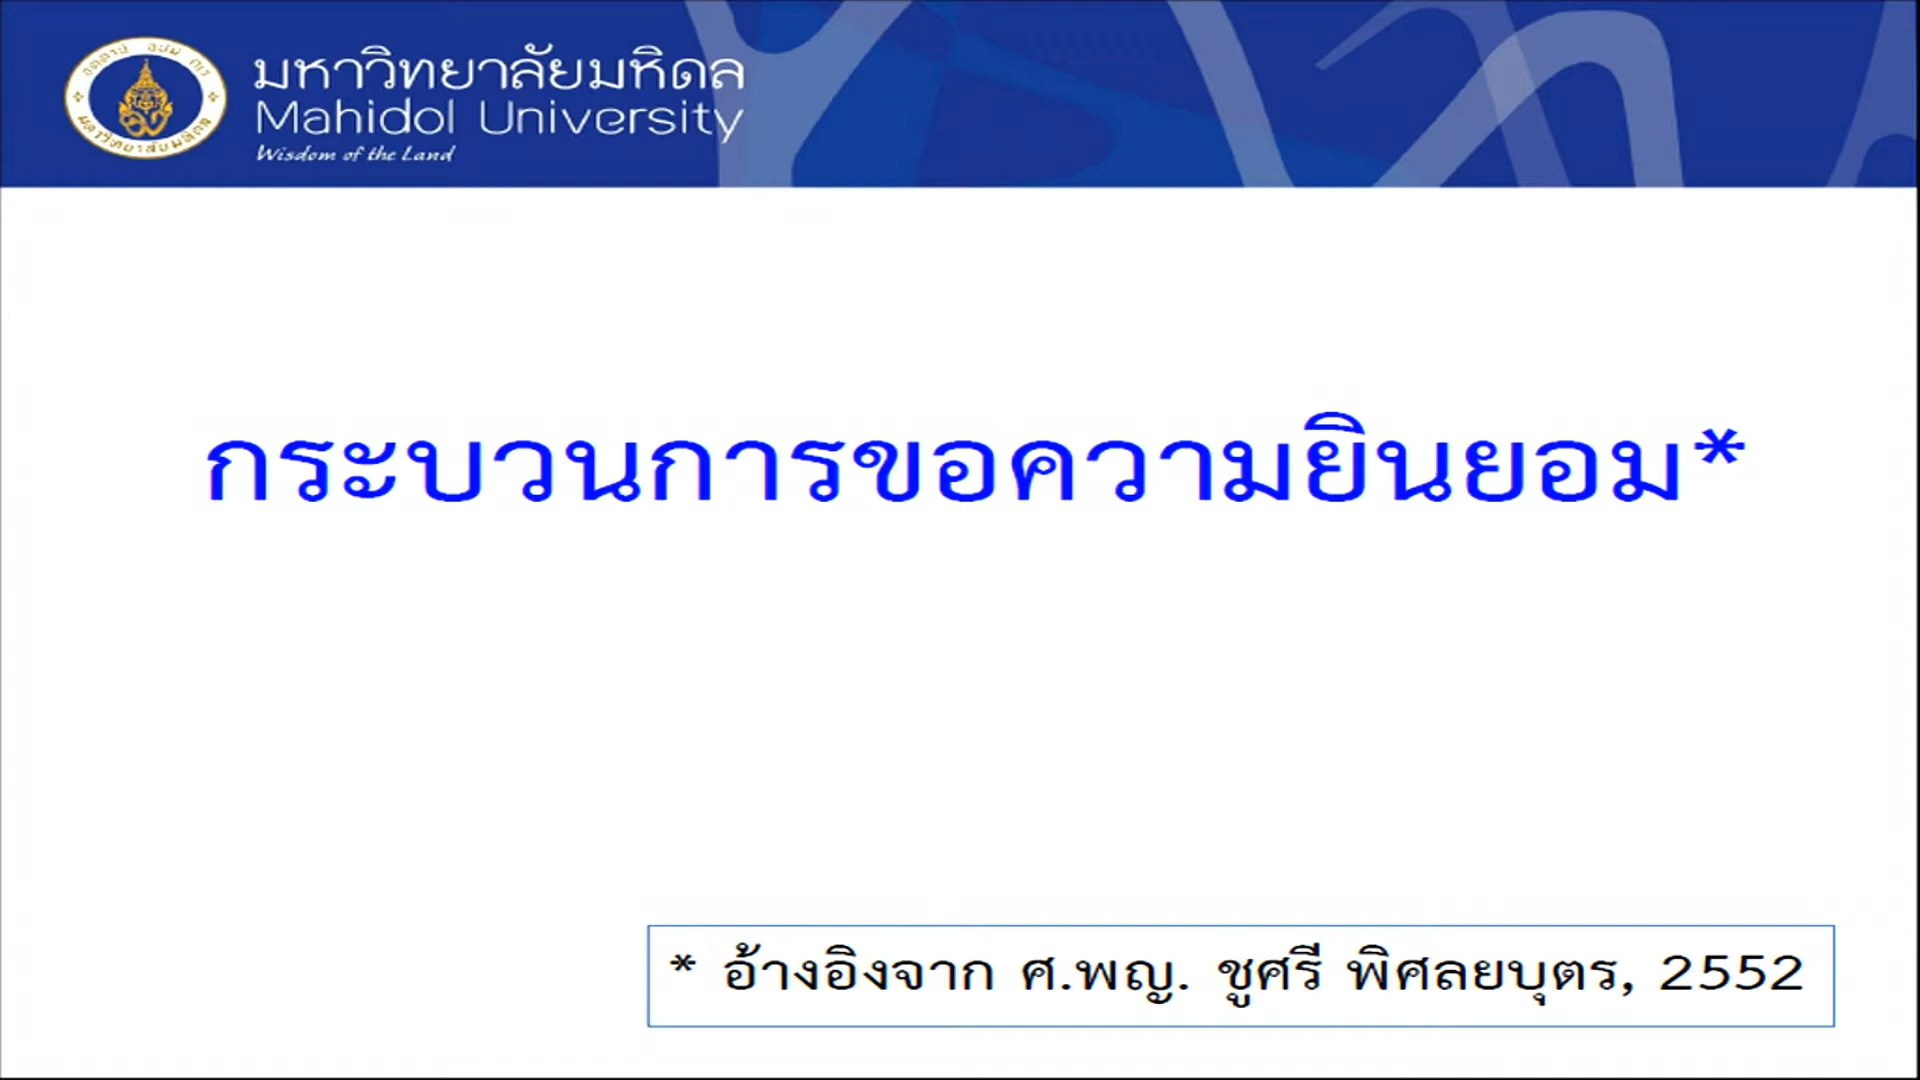 มหาวิทยาลัยมหิดล
Mahidol University
Wisdom of the Land
กระบวนการขอความยินยอม*
* อ้างอิงจาก ศ.พญ. ชูศรี พิศลยบุตร, 2552